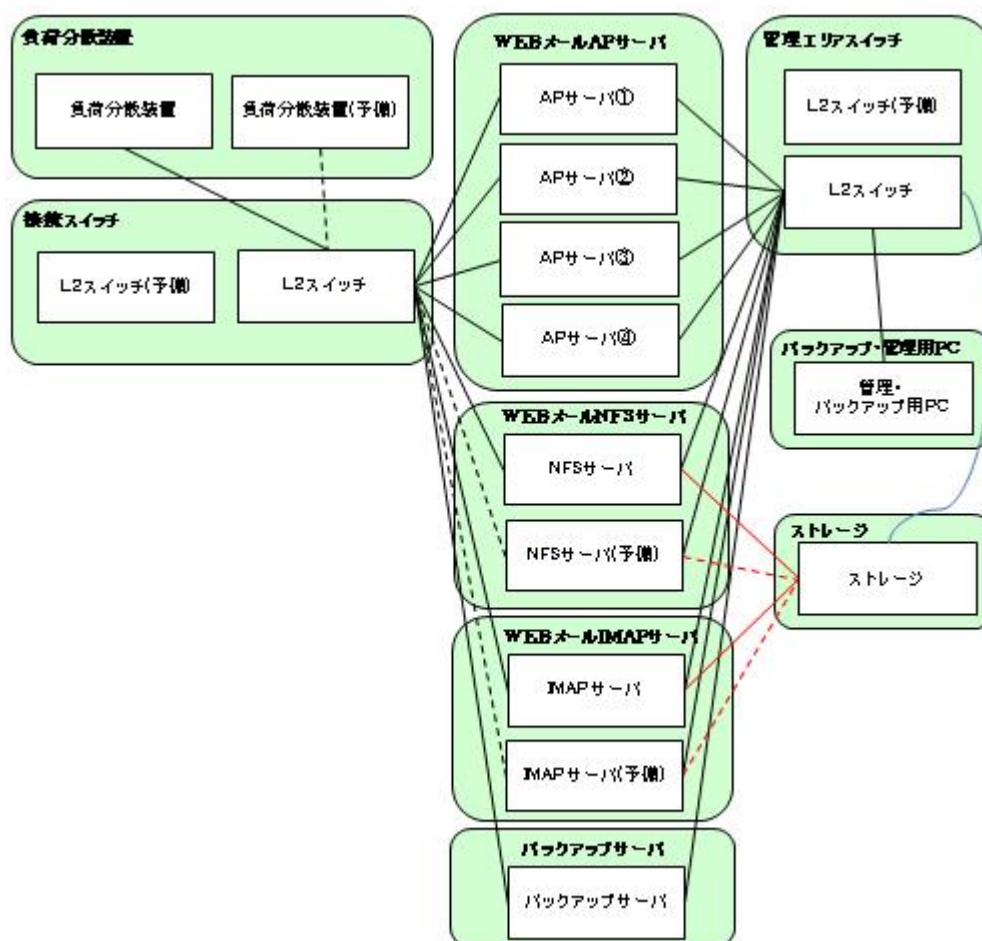 負荷分散装置
負荷分散装置
負荷分散装置(予備)
接続スイッチ
L2スイッチ(予備)
L2スイッチ
WEBメールAPサーバ
APサーバ①
APサーバ②
APサーバ③
APサーバ④
WEBメールNFSサーバ
NFSサーバ
NFSサーバ(予備)
WEBメールIMAPサーバ
IMAPサーバ
IMAPサーバ(予備)
バックアップサーバ
バックアップサーバ
管理エリアスイッチ
L2スイッチ(予備)
L2スイッチ
バックアップ・管理用PC
管理・
バックアップ用PC
ストレージ
ストレージ